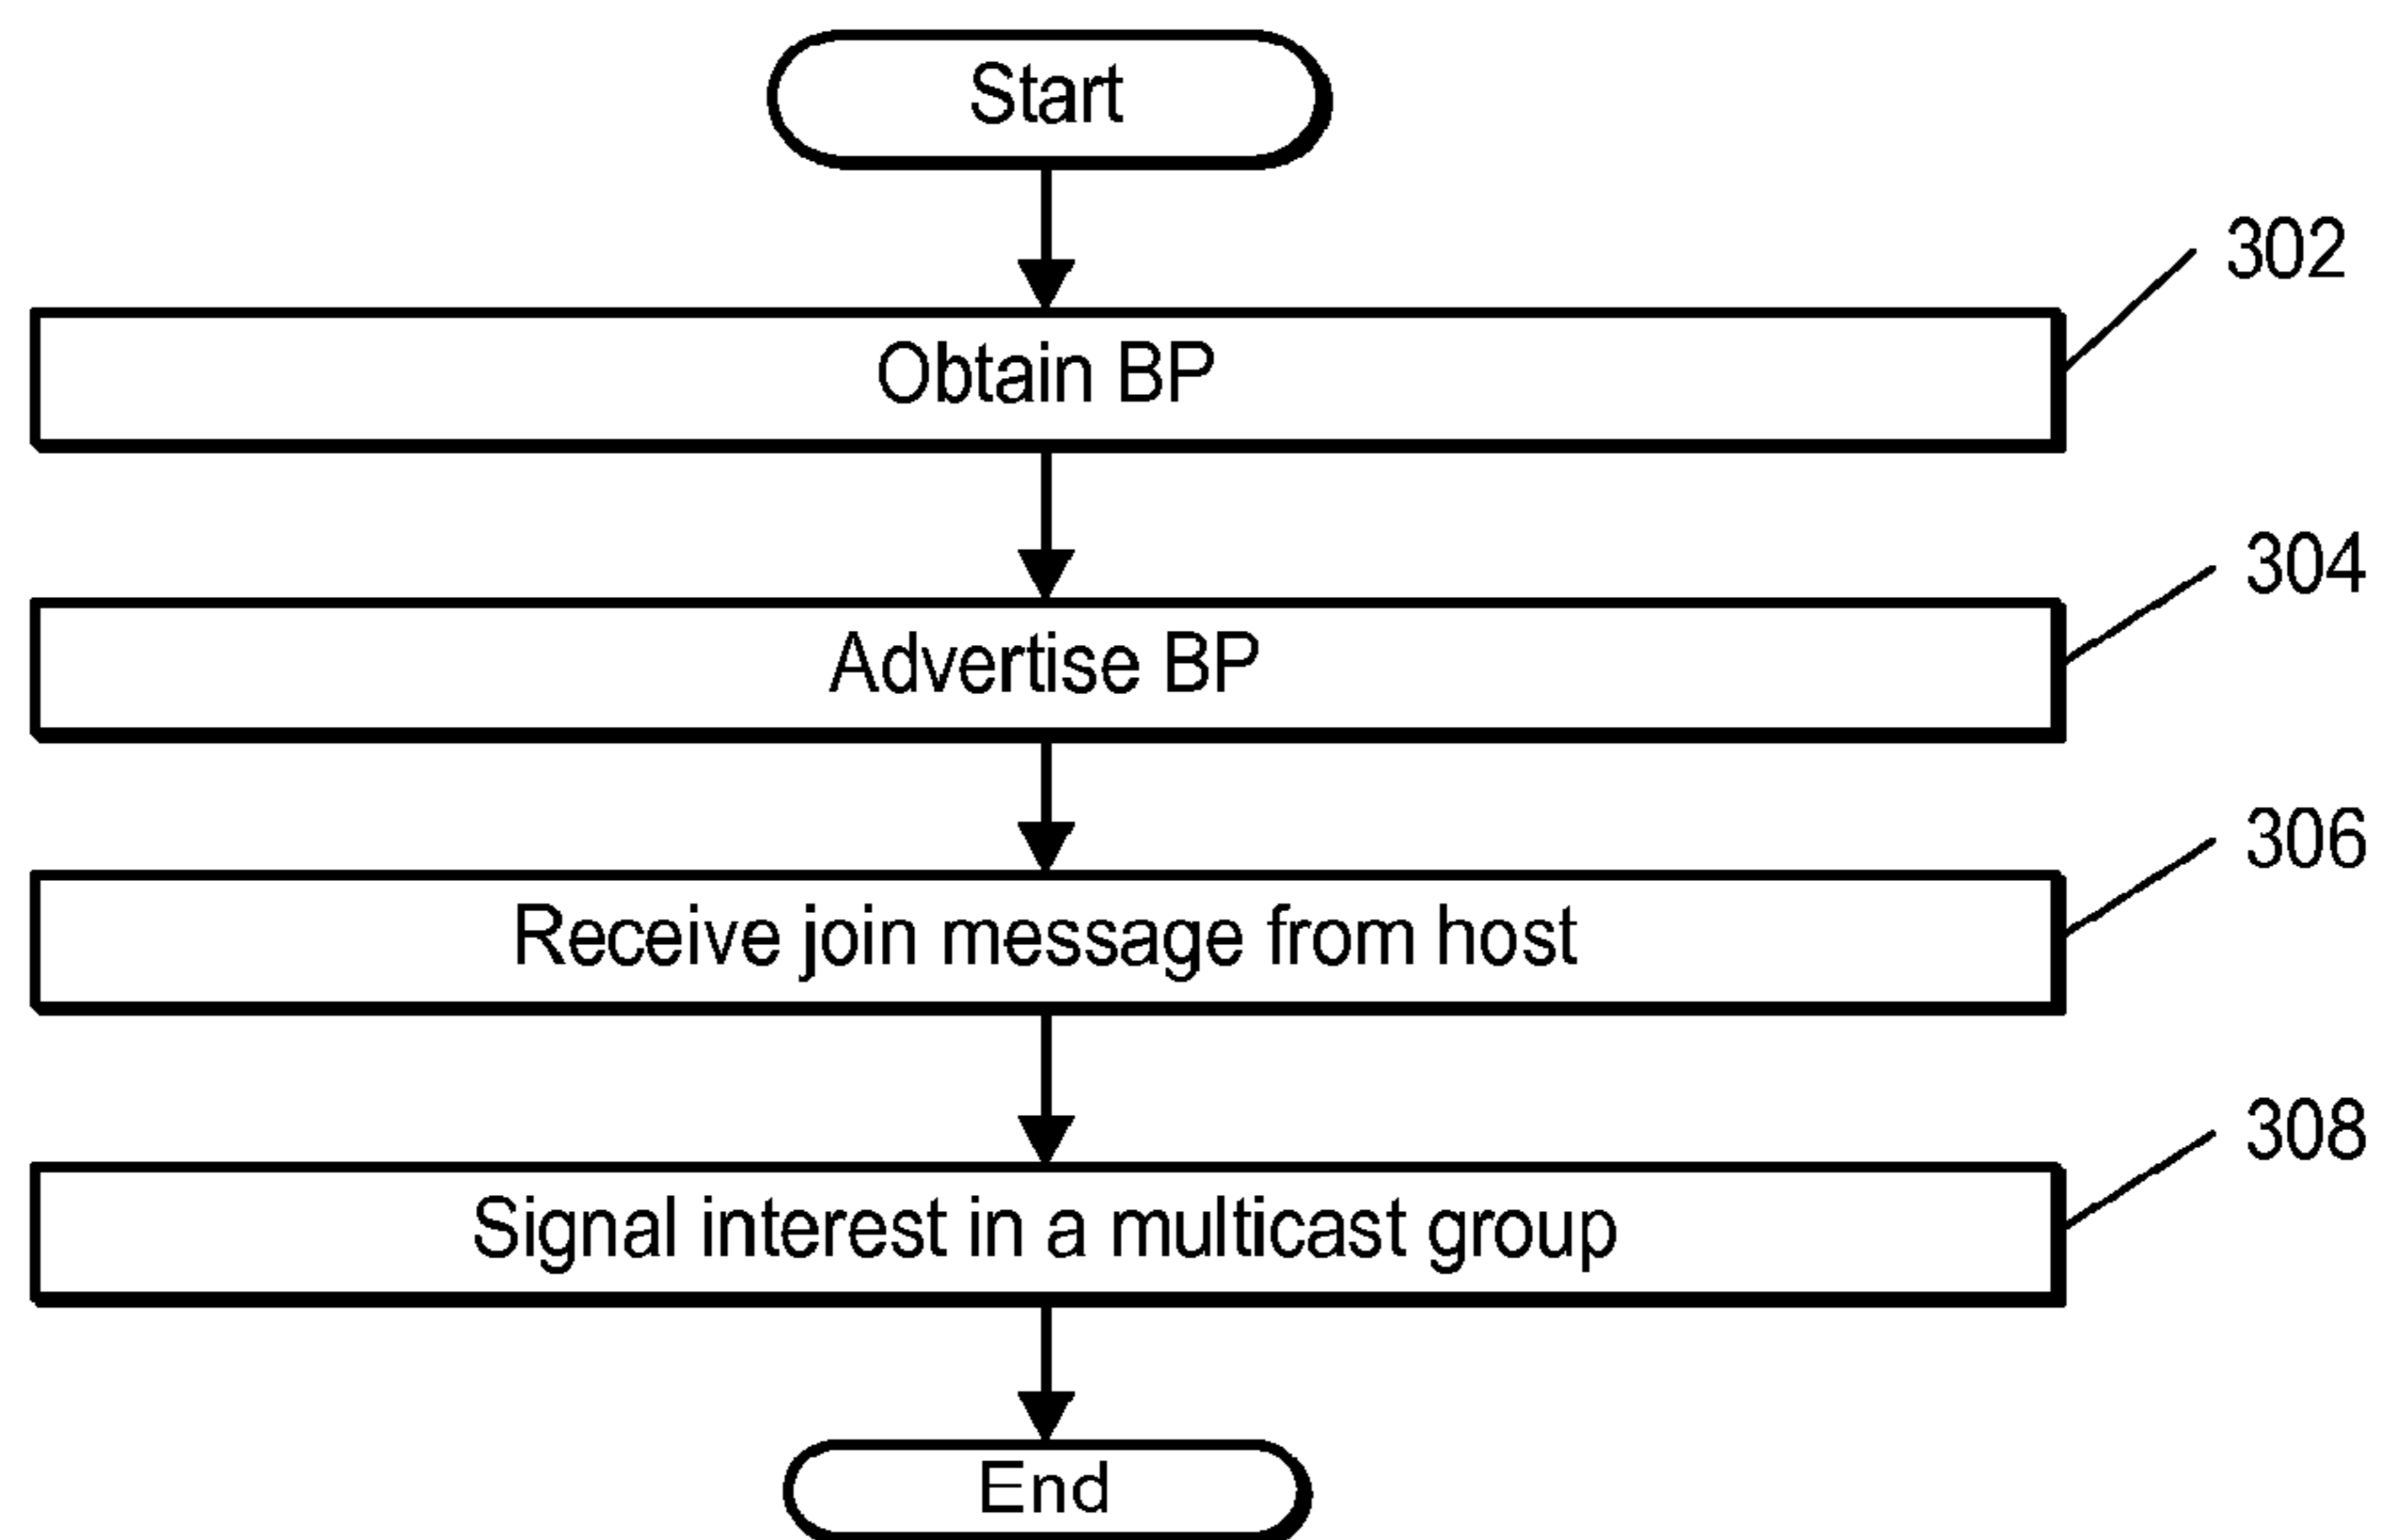 Start
302
Obtain BP
304
Advertise BP
306
Receive join message from host
308
Signal interest in a multicast group
End